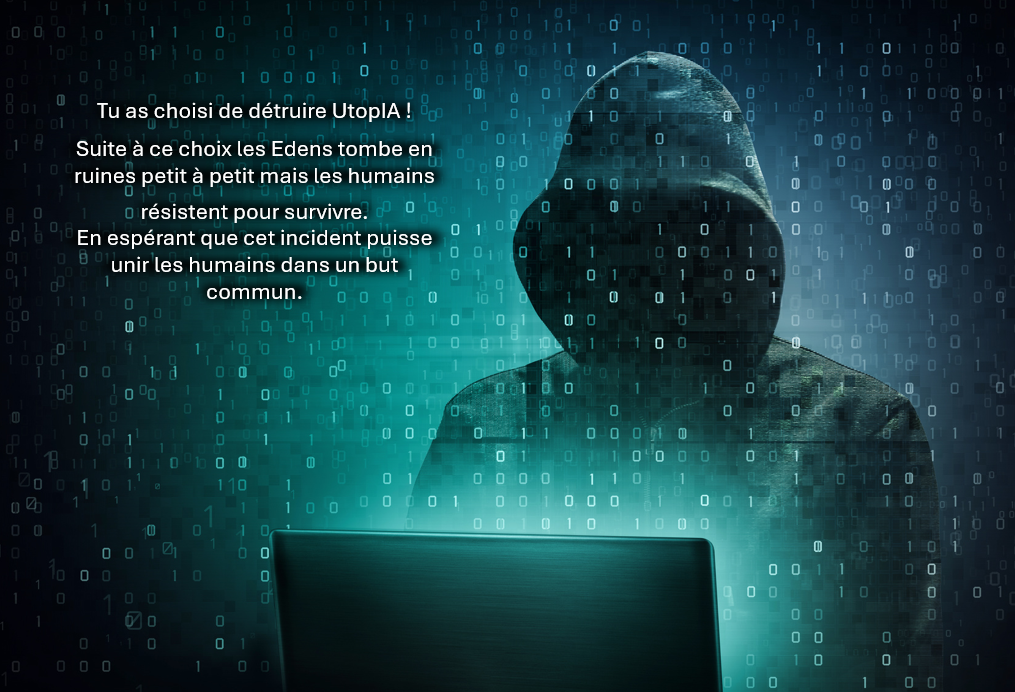 Tu as choisi de détruire UtopIA !
Suite à ce choix les Edens tombe en
ruines petit à petit mais les humains
résistent pour survivre.
En espérant que cet incident puisse
unir les humains dans un but
commun.